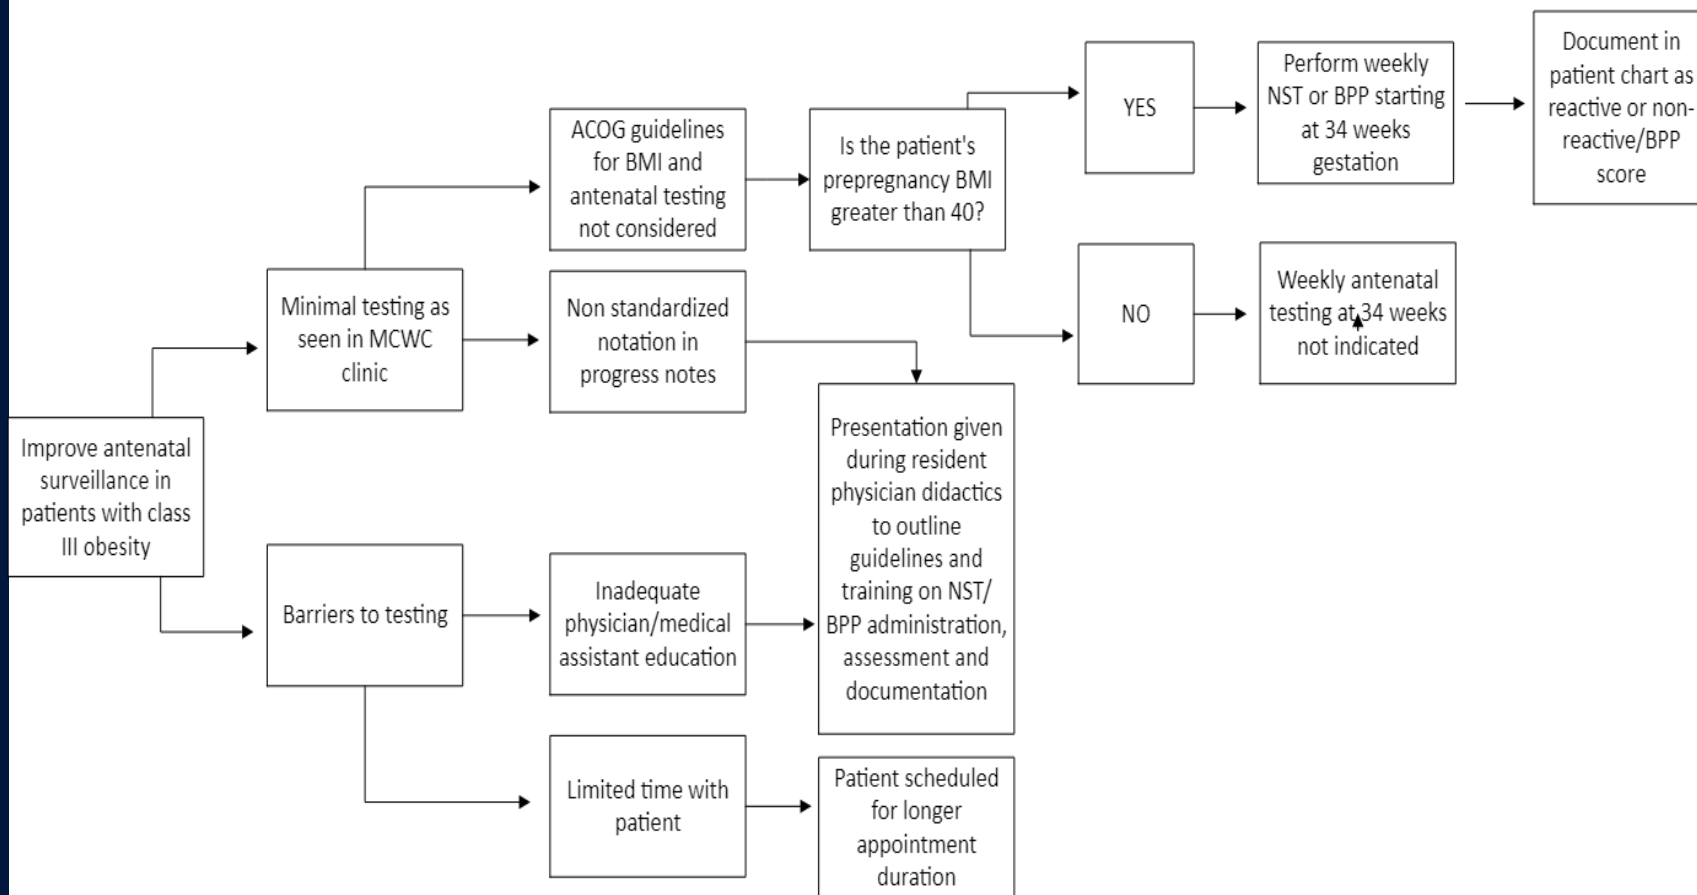 Improve antenatal
surveillance in
patients with class
III obesity
Minimal testing as
seen in MCWC
clinic
Barriers to testing
ACOG guidelines
for BMI and
antenatal testing
not considered
Non standardized
notation in
progress notes
Inadequate
physician/medical
assistant education
Limited time with
patient
Is the patient's
prepregnancy BMI
greater than 40?
Presentation given
during resident
physician didactics
to outline
guidelines and
training on NST/
BPP administration,
assessment and
documentation
Patient scheduled
for longer
appointment
duration
YES
NO
Perform weekly
NST or BPP starting
at 34 weeks
gestation
Weekly antenatal
testing at 34 weeks
not indicated
Document in
patient chart as
reactive or non-
reactive/BPP
score